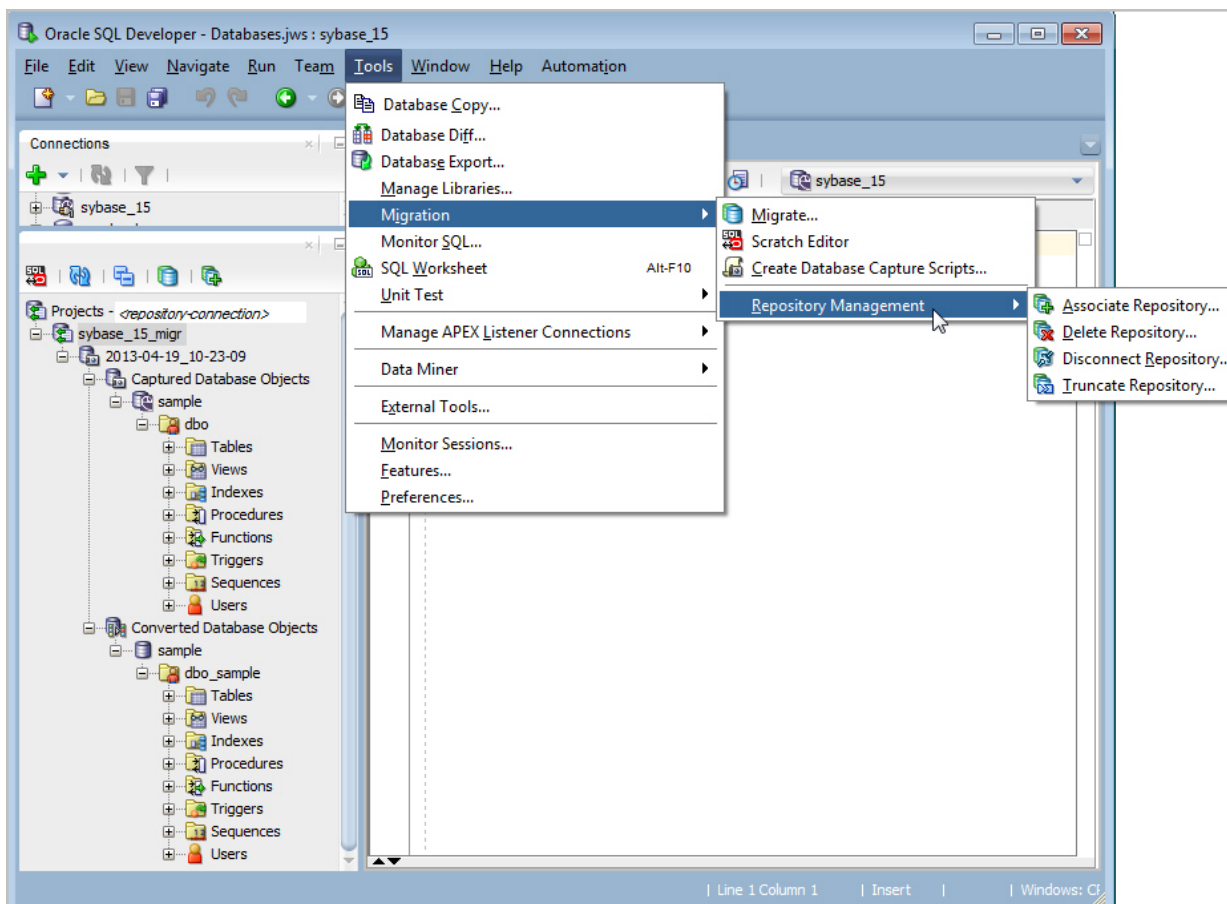 Oracle SQL Developer - Databases.jws : sybase_15
File Edit View Navigate Run Team Tools Window Help Automation
Database Copy...
Database Diff...
Database Export...
Manage Libraries...
Migration
Monitor SQL...
SQL Worksheet Alt-F10
Unit Test
Manage APEX Listener Connections
Data Miner
External Tools...
Monitor Sessions...
Features...
Preferences...
Connections
sybase_15
sybase_15
Migrate...
Scratch Editor
Create Database Capture Scripts...
Repository Management
Associate Repository...
Delete Repository...
Disconnect Repository...
Truncate Repository...
Projects - <repository-connection>
sybase_15_migr
2013-04-19_10-23-09
Captured Database Objects
sample
dbo
Tables
Views
Indexes
Procedures
Functions
Triggers
Sequences
Users
Converted Database Objects
sample
dbo_sample
Tables
Views
Indexes
Procedures
Functions
Triggers
Sequences
Users
| Line 1 Column 1 | Insert | | Windows: CF